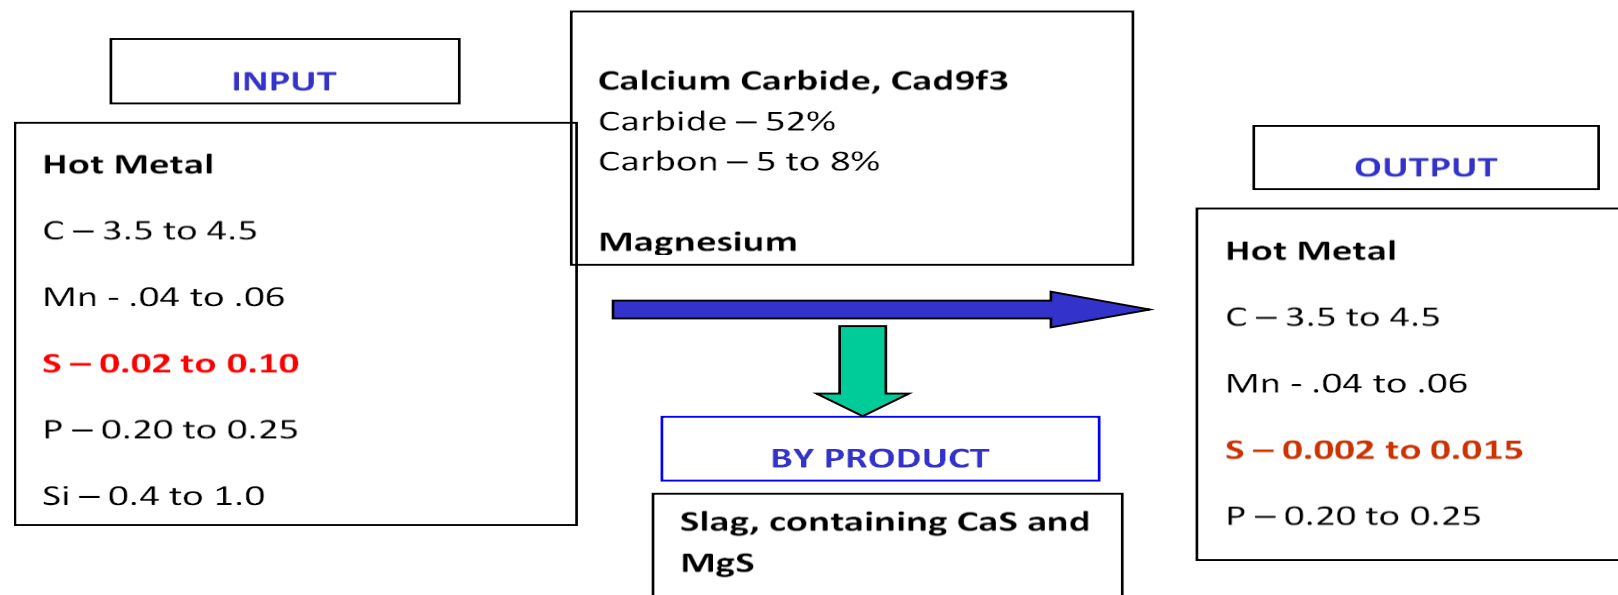 INPUT
Hot Metal
C – 3.5 to 4.5
Mn - .04 to .06
S – 0.02 to 0.10
P – 0.20 to 0.25
Si – 0.4 to 1.0
Calcium Carbide, Cad9f3
Carbide – 52%
Carbon – 5 to 8%
Magnesium
BY PRODUCT
Slag, containing CaS and
MgS
OUTPUT
Hot Metal
C – 3.5 to 4.5
Mn - .04 to .06
S – 0.002 to 0.015
P – 0.20 to 0.25